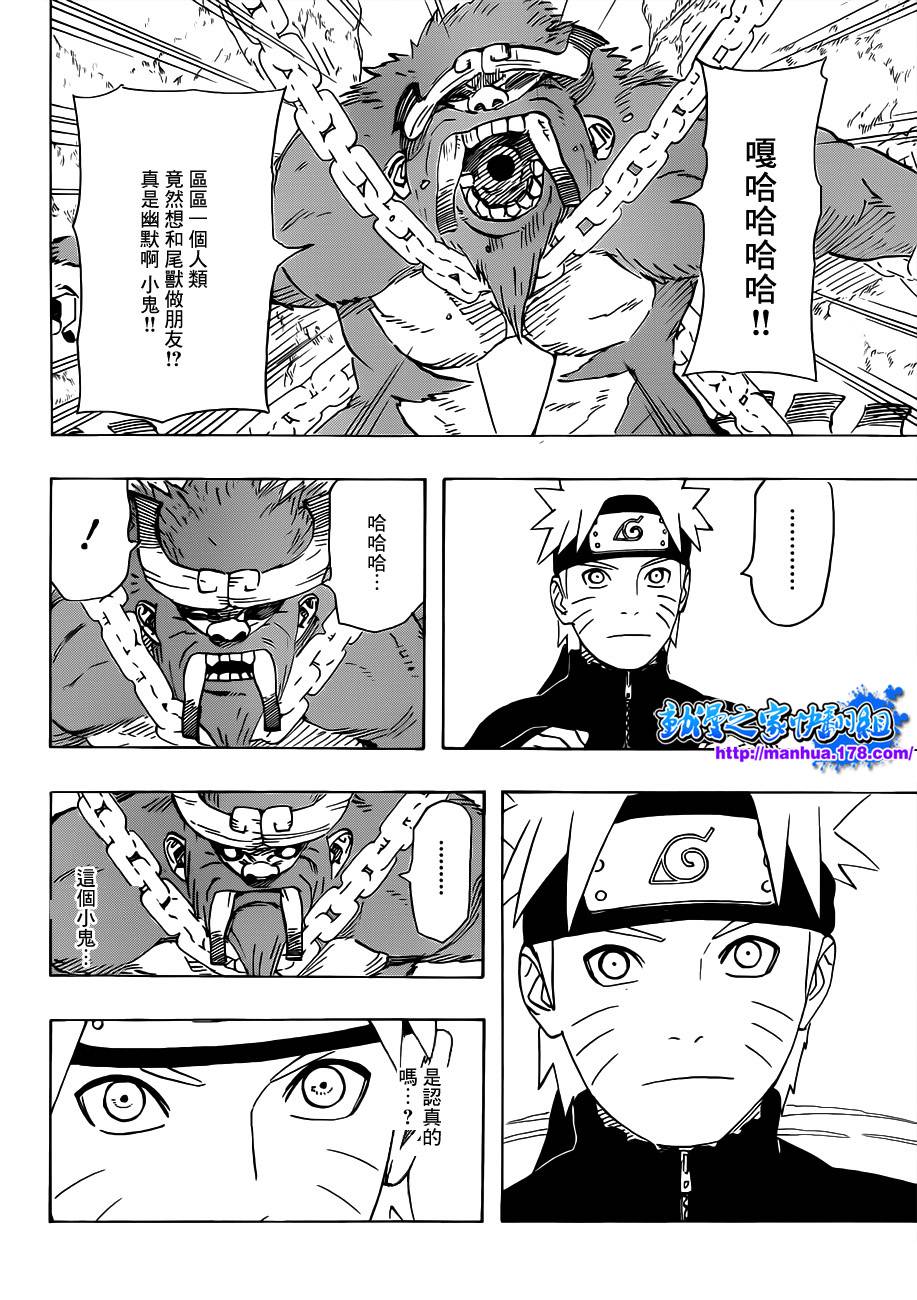 嘎哈哈哈哈!!
區區一個人類
竟然想和尾獸做朋友!?
真是幽默啊 小鬼!!
………
哈哈哈…
!
動漫之家快翻組
http://manhua.178.com/
………
這個小鬼…
是認真的
嗎…?